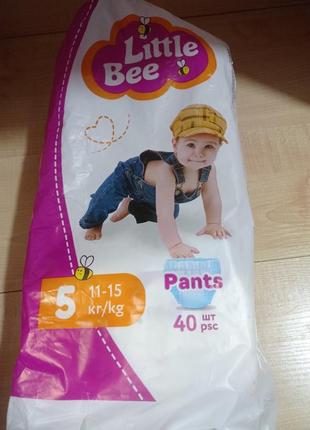 Little
Bee
Pants
5 11-15
кг/kg
40 шт
psc